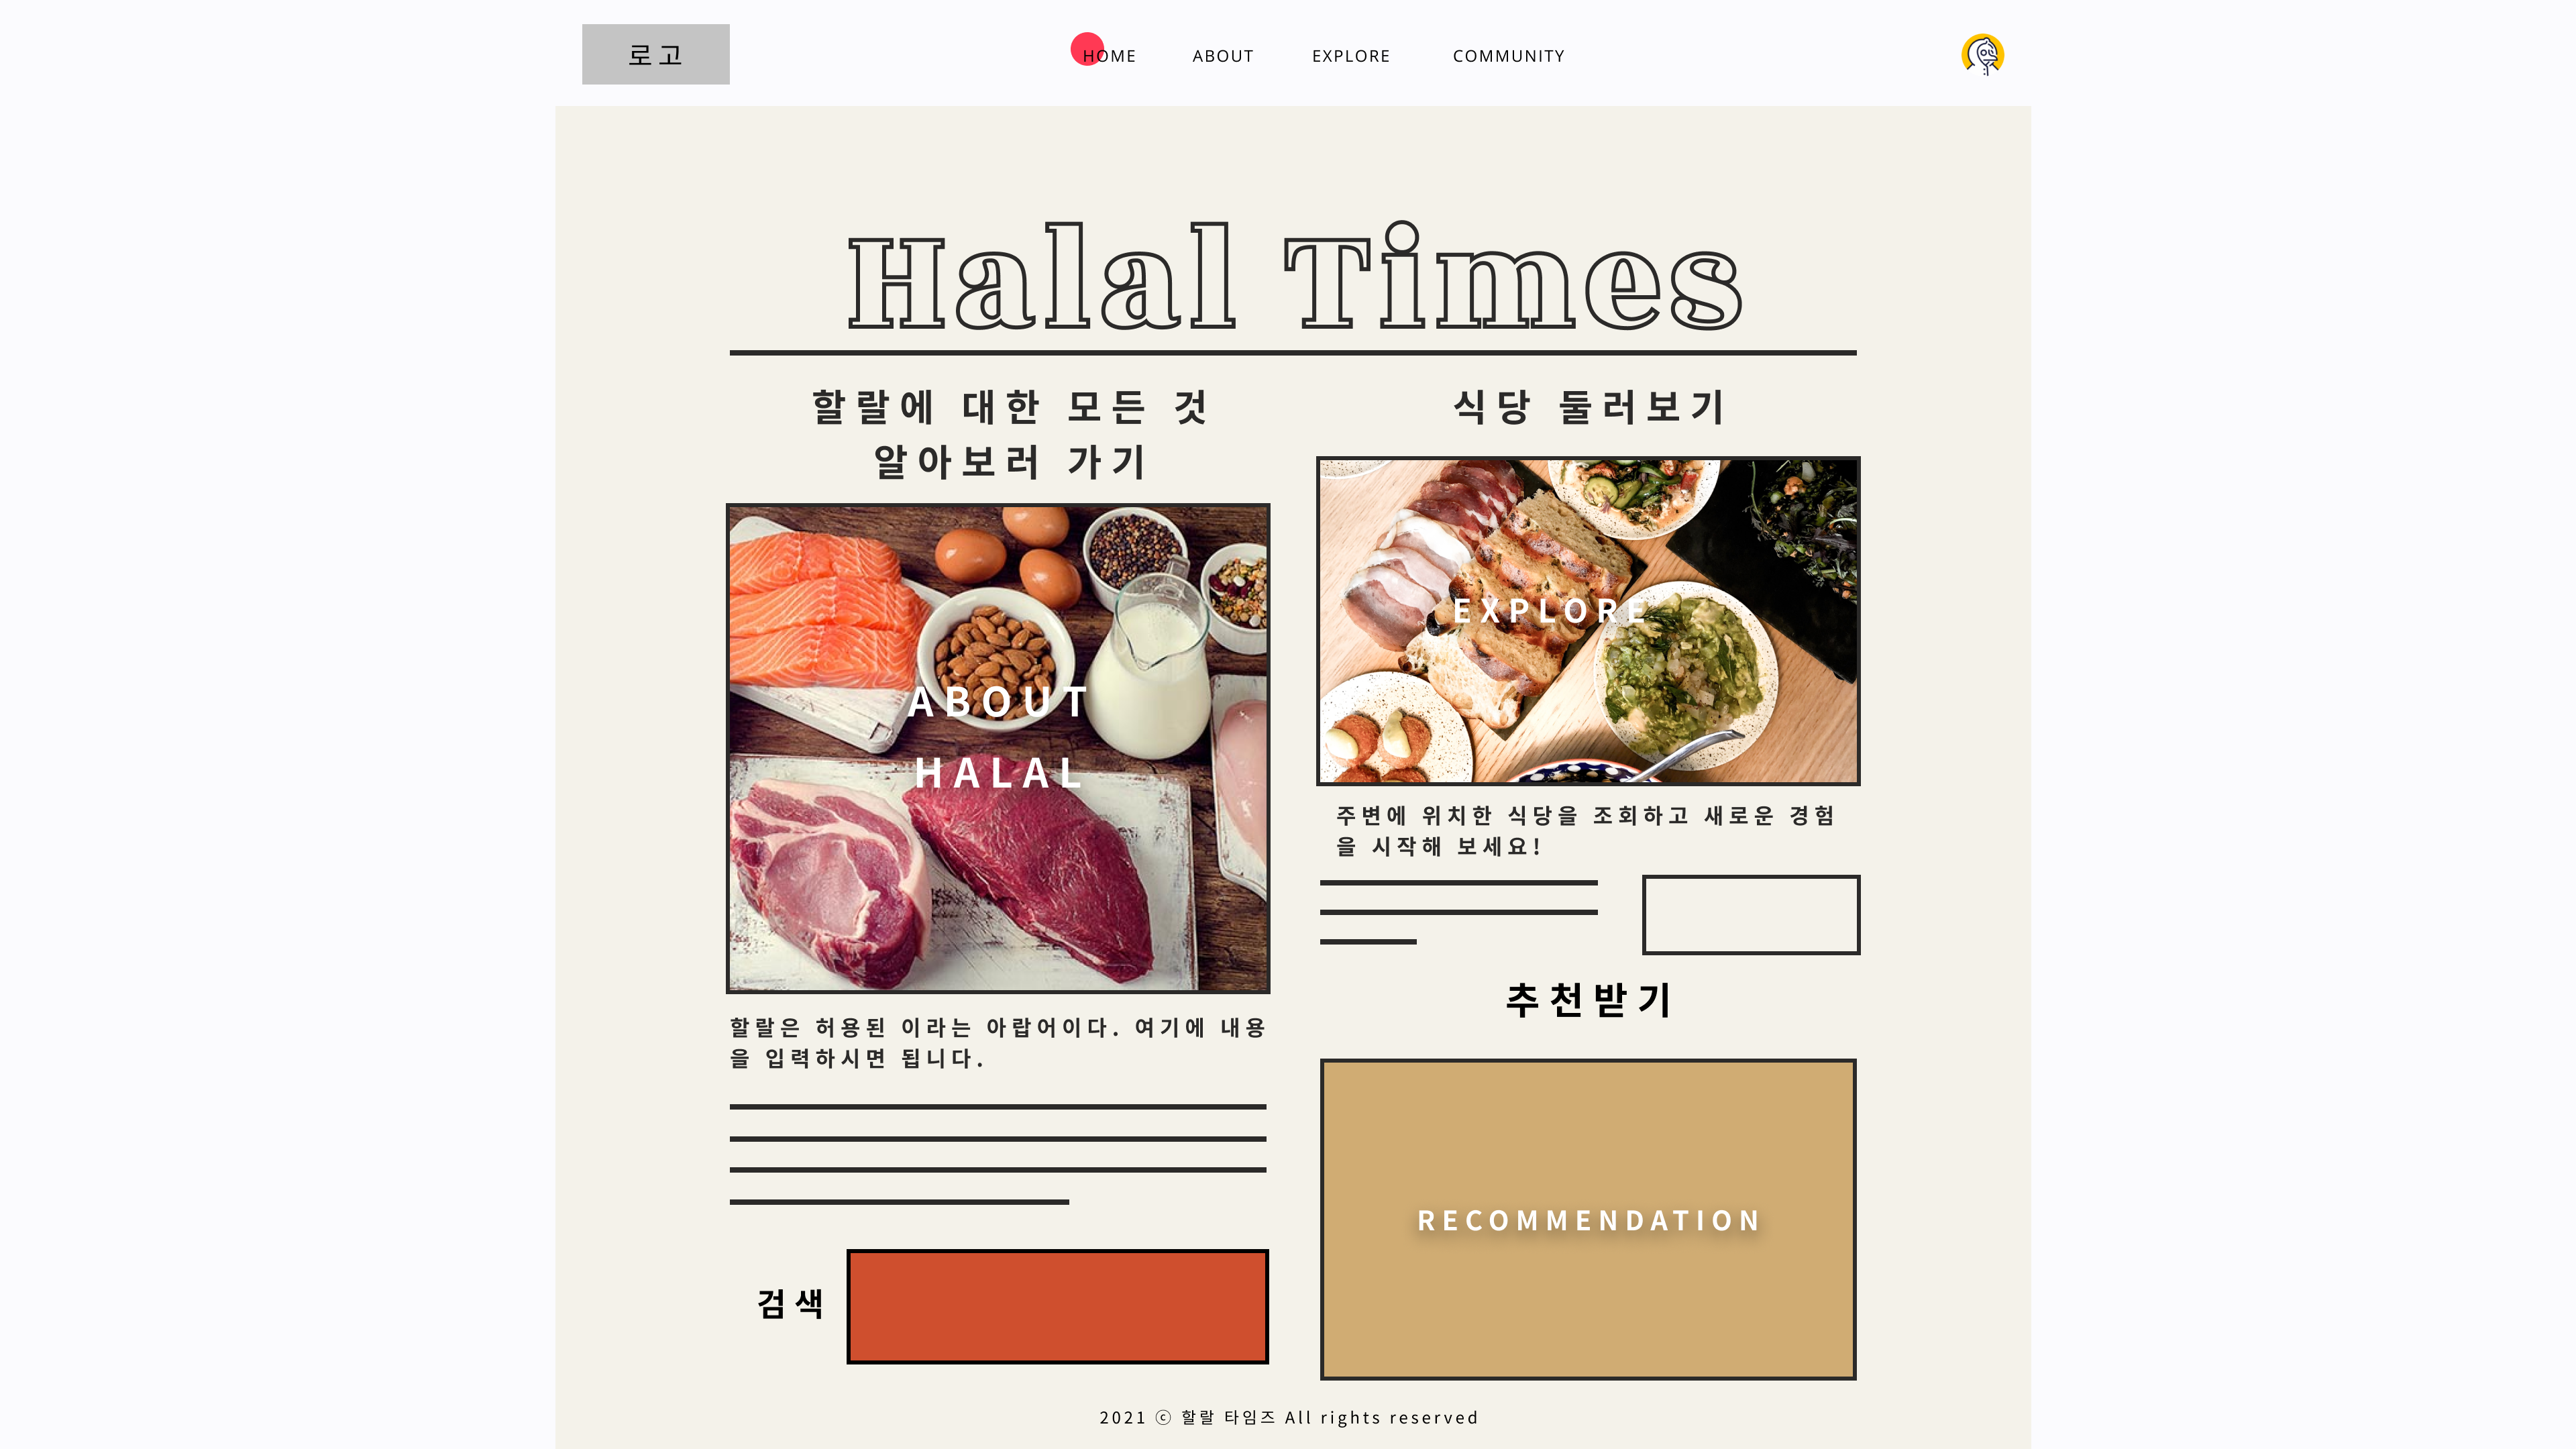 로고
HOME ABOUT EXPLORE COMMUNITY
Halal Times
할랄에 대한 모든 것
알아보러 가기
ABOUT
HALAL
할랄은 허용된 이라는 아랍어이다. 여기에 내용
을 입력하시면 됩니다.
검색
식당 둘러보기
EXPLORE
주변에 위치한 식당을 조회하고 새로운 경험
을 시작해 보세요!
추천받기
RECOMMENDATION
2021 ⓒ 할랄 타임즈 All rights reserved